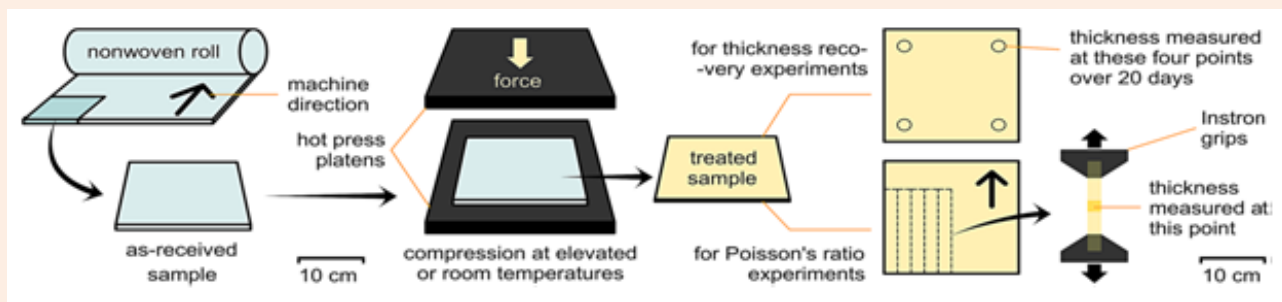 nonwoven roll
machine
direction
as-received
sample
10 cm
hot press
platens
force
compression at elevated
or room temperatures
treated
sample
for thickness reco-
-very experiments
for Poisson's ratio
experiments
thickness measured
at these four points
over 20 days
Instron
grips
thickness
measured at
this point
10 cm